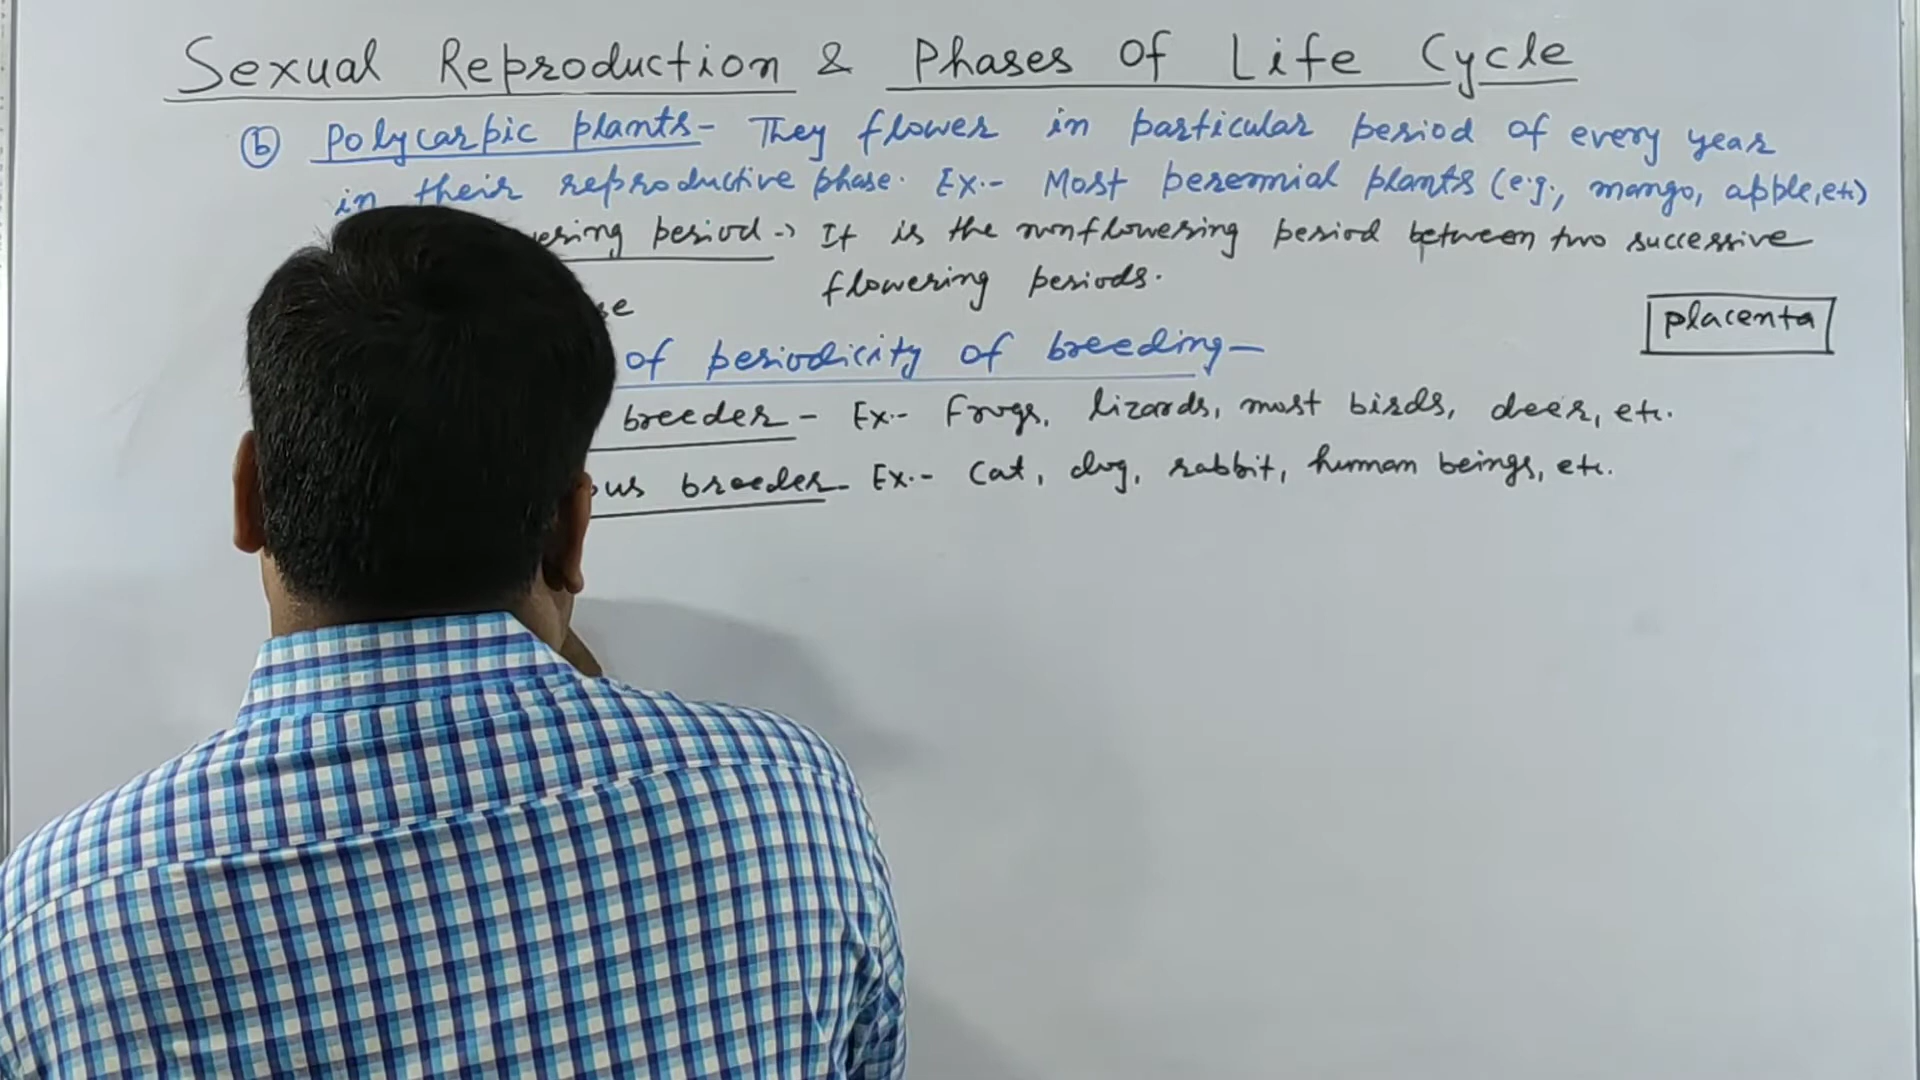 Sexual Reproduction & Phases Of Life Cycle
(b) Polycarpic plants - They flower in particular period of every year
in their reproductive phase. Ex.- Most perennial plants (e.g., mango, apple, etc)
ering period -> It is the nonflowering period between two successive
flowering periods.
se
placenta
of periodicity of breeding -
breeder - Ex.- Frogs, lizards, most birds, deer, etc.
ous breeder - Ex.- Cat, dog, rabbit, human beings, etc.